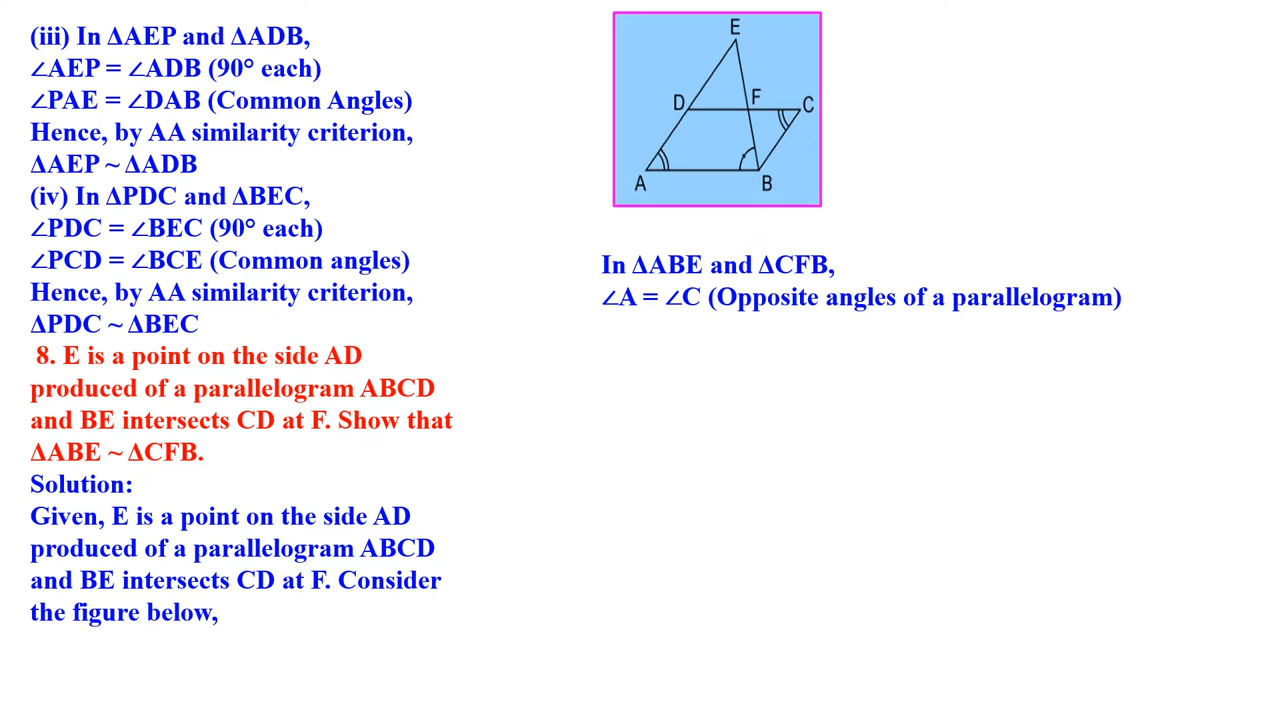 (iii) In ΔAEP and ΔADB,
∠AEP = ∠ADB (90° each)
∠PAE = ∠DAB (Common Angles)
Hence, by AA similarity criterion,
ΔAEP ~ ΔADB
(iv) In ΔPDC and ΔBEC,
∠PDC = ∠BEC (90° each)
∠PCD = ∠BCE (Common angles)
Hence, by AA similarity criterion,
ΔPDC ~ ΔBEC
8. E is a point on the side AD
produced of a parallelogram ABCD
and BE intersects CD at F. Show that
ΔABE ~ ΔCFB.
Solution:
Given, E is a point on the side AD
produced of a parallelogram ABCD
and BE intersects CD at F. Consider
the figure below,
E
D F C
A B
In ΔABE and ΔCFB,
∠A = ∠C (Opposite angles of a parallelogram)